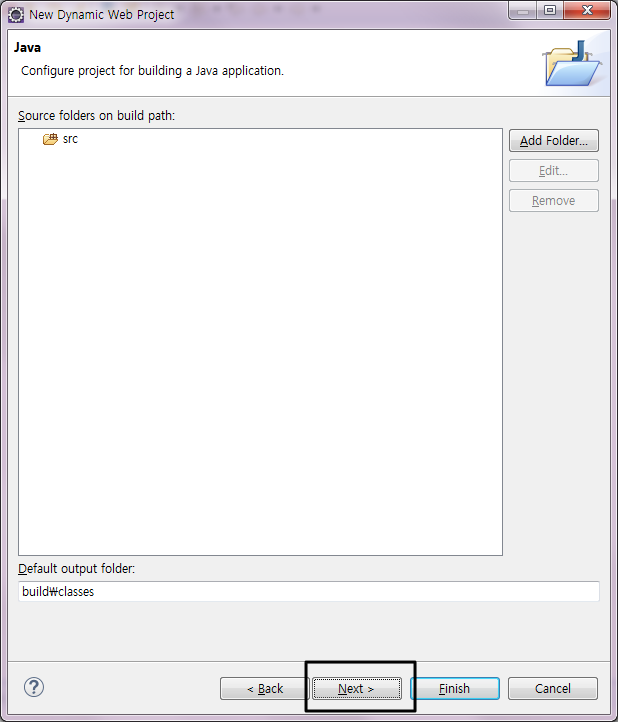 New Dynamic Web Project
Java
Configure project for building a Java application.
Source folders on build path:
src
Add Folder...
Edit...
Remove
Default output folder:
build₩classes
?
< Back
Next >
Finish
Cancel